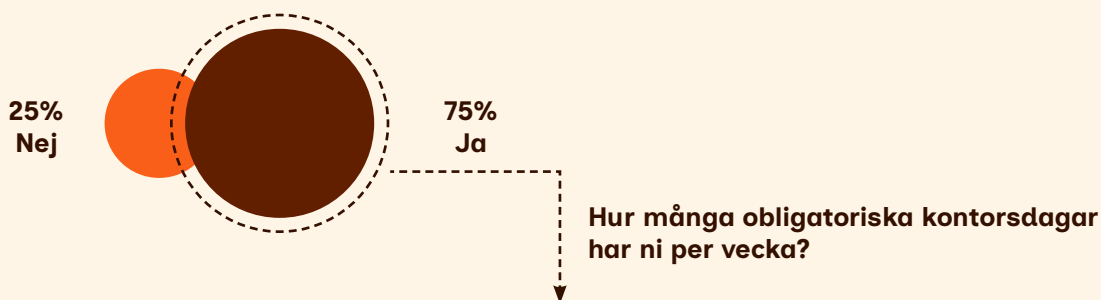 25%
Nej
75%
Ja
Hur många obligatoriska kontorsdagar
har ni per vecka?